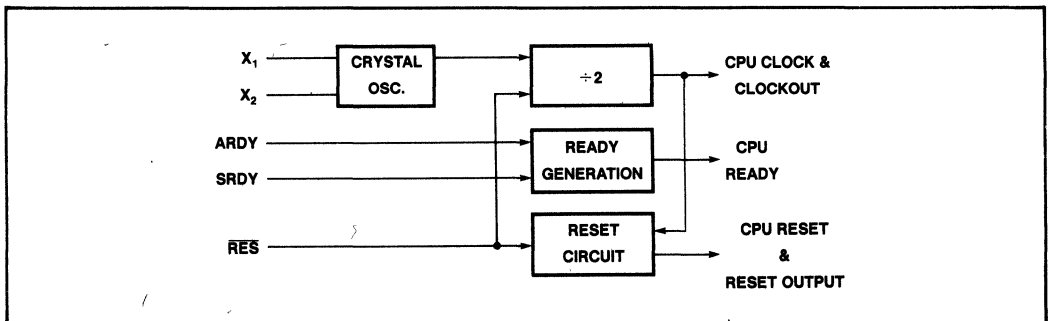 X₁
X₂
CRYSTAL
OSC.
÷2
CPU CLOCK &
CLOCKOUT
ARDY
SRDY
READY
GENERATION
CPU
READY
R̅E̅S̅
RESET
CIRCUIT
CPU RESET
&
RESET OUTPUT